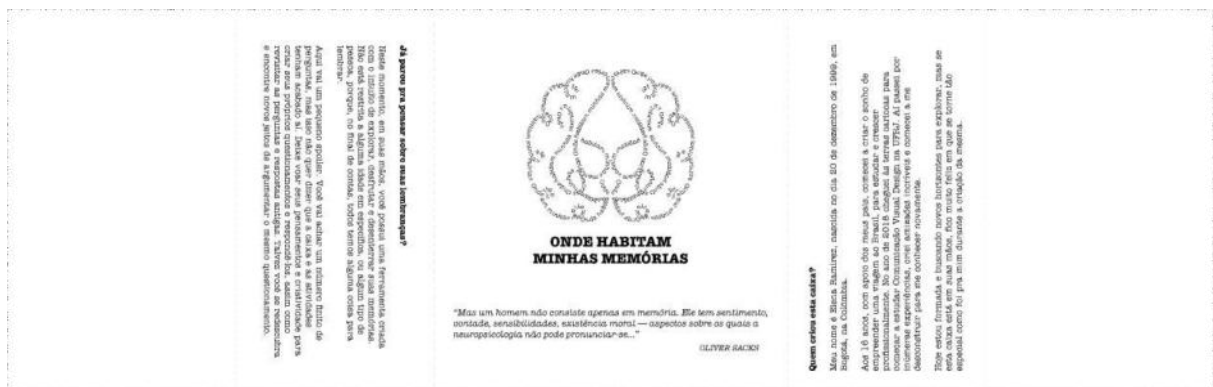 Já parou pra pensar sobre suas lembranças?
Neste momento, em suas mãos, você possui uma ferramenta criada
com o intuito de explorar, desfrutar e desenterrar suas memórias.
Não está restrita a alguma idade em específico, ou algum tipo de
pessoa, porque, no final de contas, todos temos alguma coisa para
lembrar.
Aqui vai um pequeno spoiler. Você vai achar um número finito de
perguntas, mas isso não quer dizer que a caixa e as atividades
tenham acabado aí. Deixe voar seus pensamentos e criatividade para
criar seus próprios questionamentos e respondê-los, assim como
revisitar as perguntas e respostas antigas. Talvez você se redescubra
e encontre novos jeitos de argumentar o mesmo questionamento.
ONDE HABITAM
MINHAS MEMÓRIAS
"Mas um homem não consiste apenas em memória. Ele tem sentimento,
vontade, sensibilidades, existência moral — aspectos sobre os quais a
neuropsicologia não pode pronunciar-se..."
OLIVER SACKS
Quem criou esta caixa?
Meu nome é Elena Ramirez, nascida no dia 20 de dezembro de 1999, em
Bogotá, na Colômbia.
Aos 16 anos, com apoio dos meus pais, comecei a criar o sonho de
empreender uma viagem ao Brasil, para estudar e crescer
profissionalmente. No ano de 2018 cheguei às terras cariocas para
começar a estudar Comunicação Visual Design na UFRJ. Aí passei por
inúmeras experiências, criei amizades incríveis e comecei a me
desconstruir para me conhecer novamente.
Hoje estou formada e buscando novos horizontes para explorar, mas se
esta caixa está em suas mãos, fico muito feliz em que se torne tão
especial como foi pra mim durante a criação da mesma.